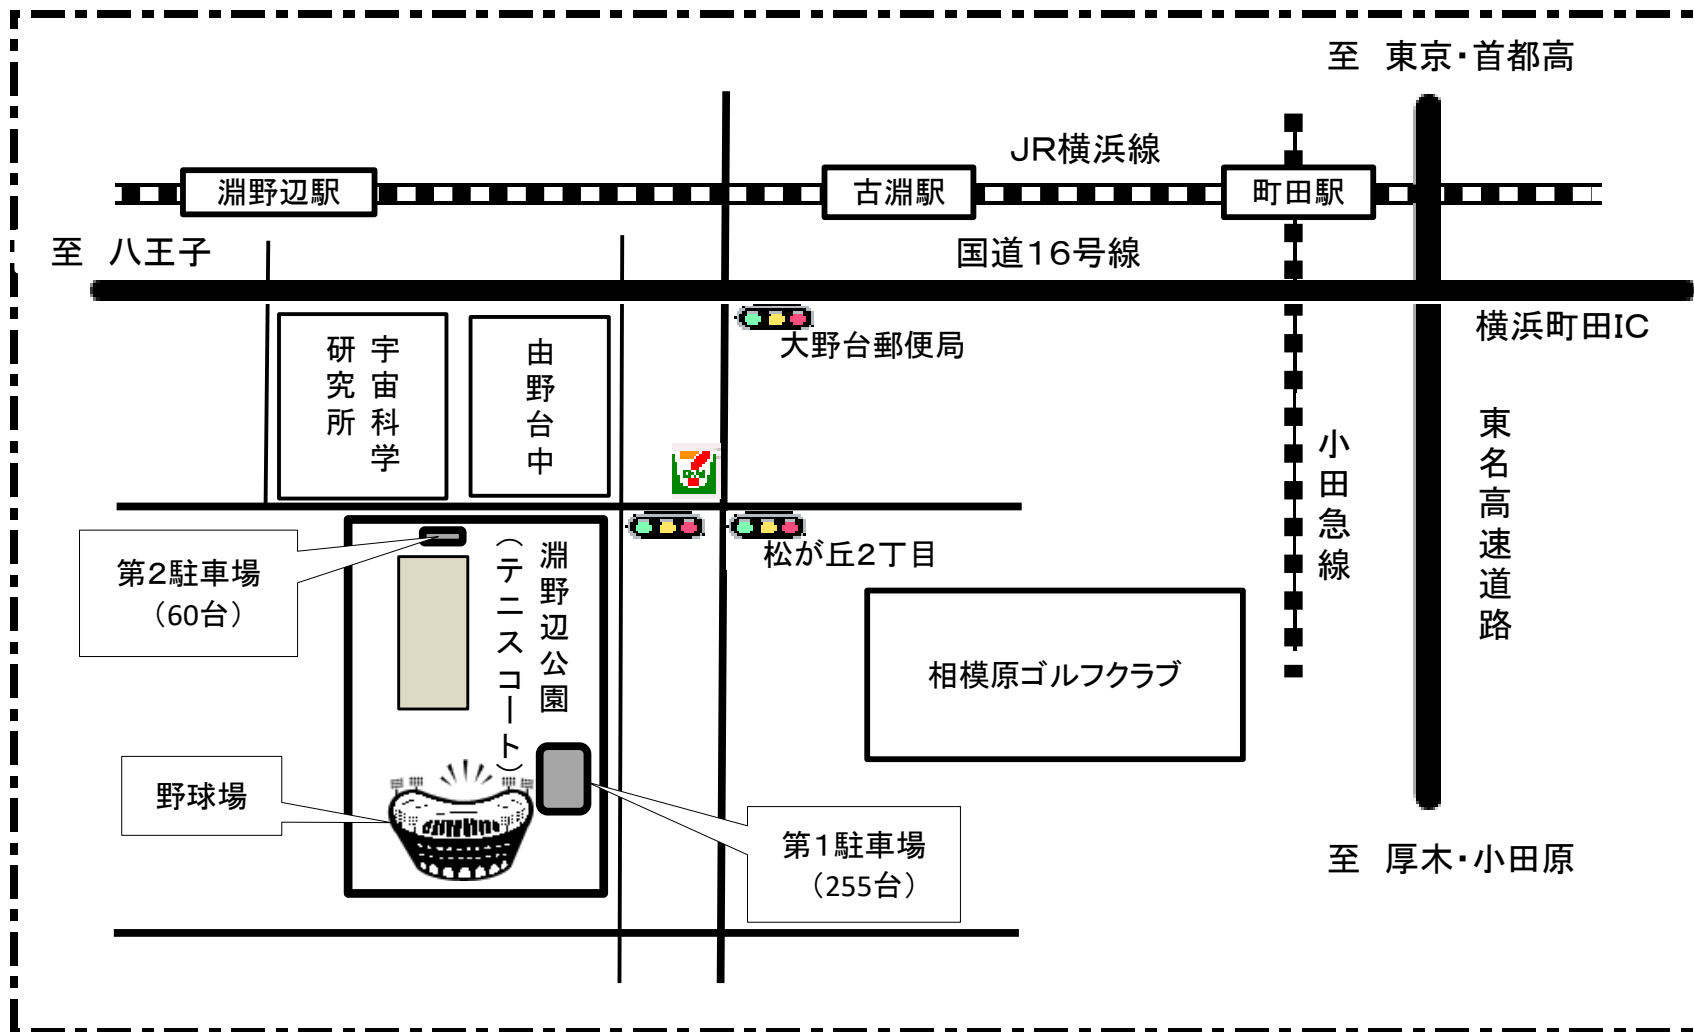 至　東京・首都高
JR横浜線
淵野辺駅
古淵駅
町田駅
至　八王子
国道16号線
横浜町田IC
大野台郵便局
宇宙科学
研究所
由野台中
小田急線
東名高速道路
松が丘2丁目
第2駐車場
（60台）
淵野辺公園
（テニスコート）
相模原ゴルフクラブ
野球場
第1駐車場
（255台）
至　厚木・小田原